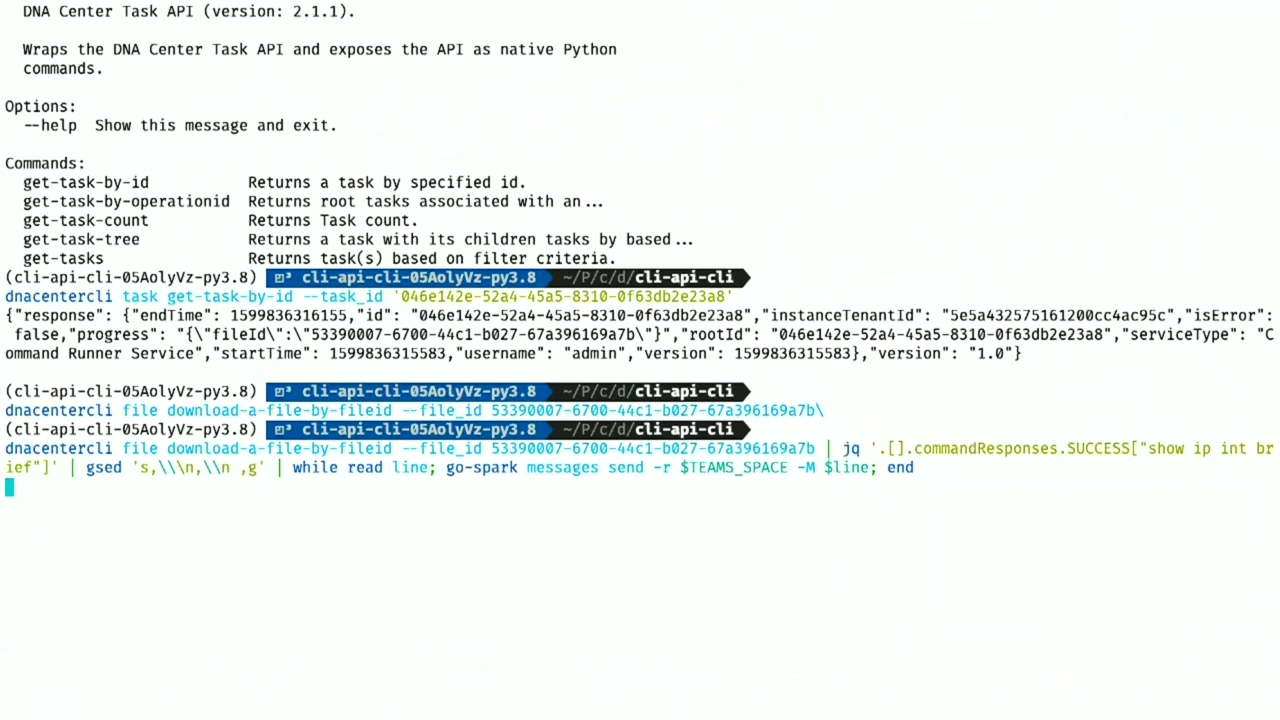 DNA Center Task API (version: 2.1.1).
Wraps the DNA Center Task API and exposes the API as native Python
commands.
Options:
--help  Show this message and exit.
Commands:
get-task-by-id           Returns a task by specified id.
get-task-by-operationid  Returns root tasks associated with an...
get-task-count           Returns Task count.
get-task-tree            Returns a task with its children tasks by based...
get-tasks                Returns task(s) based on filter criteria.
(cli-api-cli-05AolyVz-py3.8) cli-api-cli-05AolyVz-py3.8 ~/P/c/d/cli-api-cli
dnacentercli task get-task-by-id --task_id '046e142e-52a4-45a5-8310-0f63db2e23a8'
{"response": {"endTime": 1599836316155,"id": "046e142e-52a4-45a5-8310-0f63db2e23a8","instanceTenantId": "5e5a432575161200cc4ac95c","isError":
false,"progress": "{\"fileId\":\"53390007-6700-44c1-b027-67a396169a7b\"}","rootId": "046e142e-52a4-45a5-8310-0f63db2e23a8","serviceType": "C
ommand Runner Service","startTime": 1599836315583,"username": "admin","version": 1599836315583},"version": "1.0"}
(cli-api-cli-05AolyVz-py3.8) cli-api-cli-05AolyVz-py3.8 ~/P/c/d/cli-api-cli
dnacentercli file download-a-file-by-fileid --file_id 53390007-6700-44c1-b027-67a396169a7b\
(cli-api-cli-05AolyVz-py3.8) cli-api-cli-05AolyVz-py3.8 ~/P/c/d/cli-api-cli
dnacentercli file download-a-file-by-fileid --file_id 53390007-6700-44c1-b027-67a396169a7b | jq '.[].commandResponses.SUCCESS["show ip int br
ief"]' | gsed 's,\\\n,\\n ,g' | while read line; go-spark messages send -r $TEAMS_SPACE -M $line; end